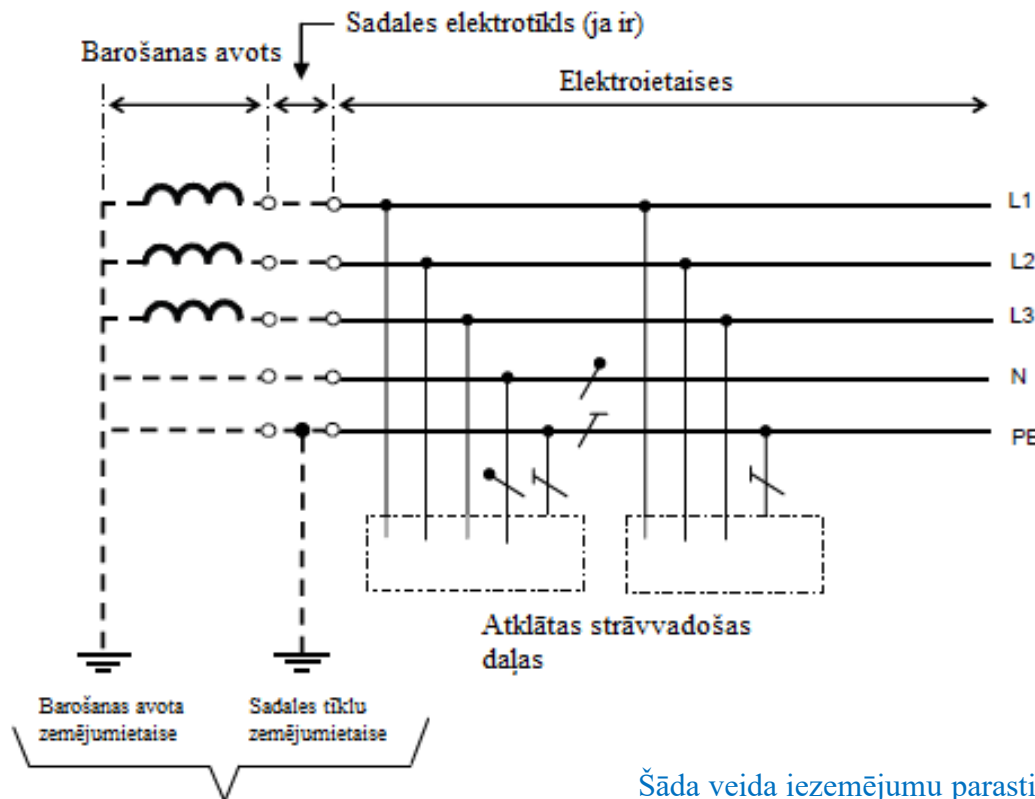 Sadales elektrotīkls (ja ir)
Barošanas avots
Elektroietaises
L1
L2
L3
N
PE
Atklātas strāvvadošas
daļas
Barošanas avota
zemējumietaise
Sadales tīklu
zemējumietaise
Šāda veida iezemējumu parasti